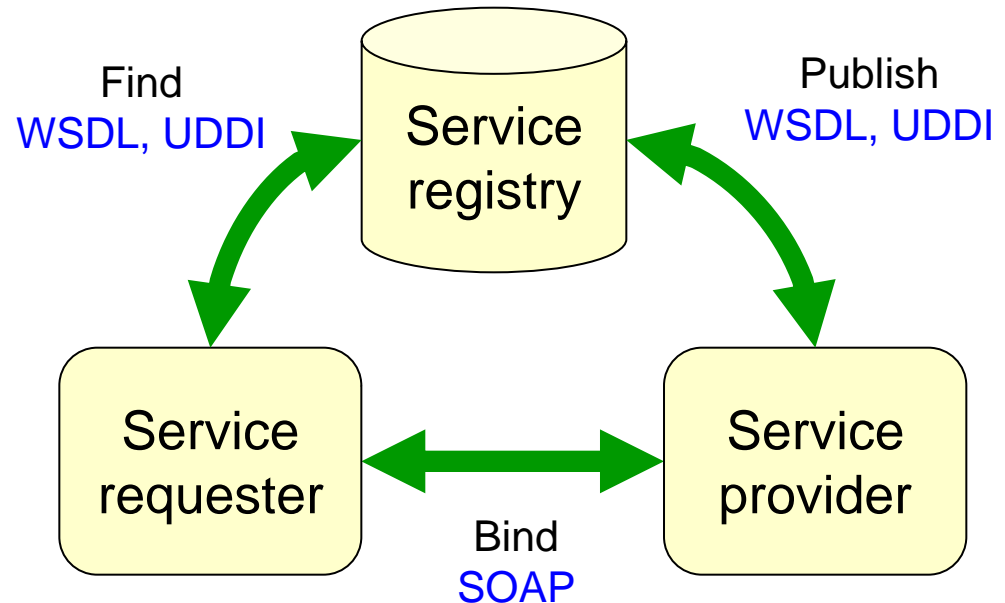 Find
WSDL, UDDI
Service
registry
Publish
WSDL, UDDI
Service
requester
Bind
SOAP
Service
provider